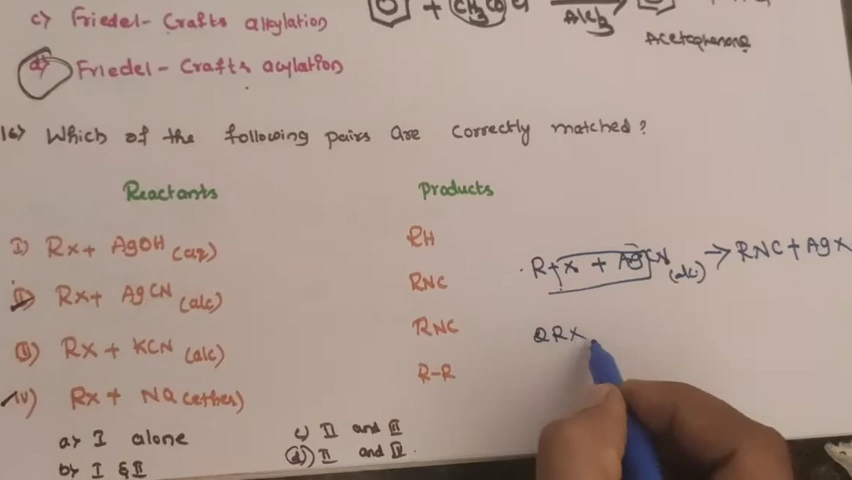 c) Friedel-Crafts alkylation
+ CH3COCl AlCl3
Acetophenone
d) Friedel-Crafts acylation
16) Which of the following pairs are correctly matched?
Reactants Products
I) RX + AgOH (aq) RH
II) RX + AgCN (alc) RNC
III) RX + KCN (alc) RNC
IV) RX + Na (ether) R-R
R+X + AgCN (alc) → RNC + AgX
2RX
a) I alone
b) I & II
c) II and III
d) II and IV